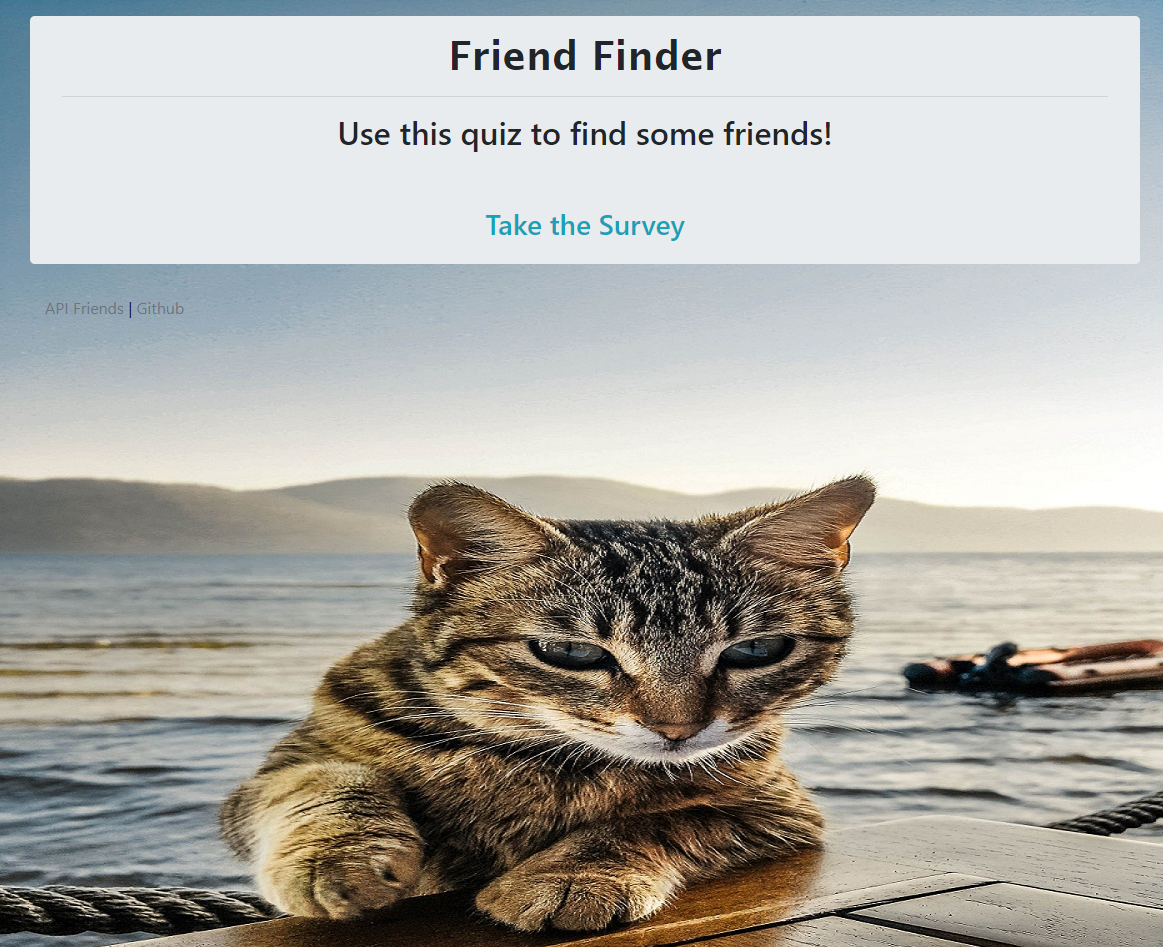 Friend Finder
Use this quiz to find some friends!
Take the Survey
API Friends | Github